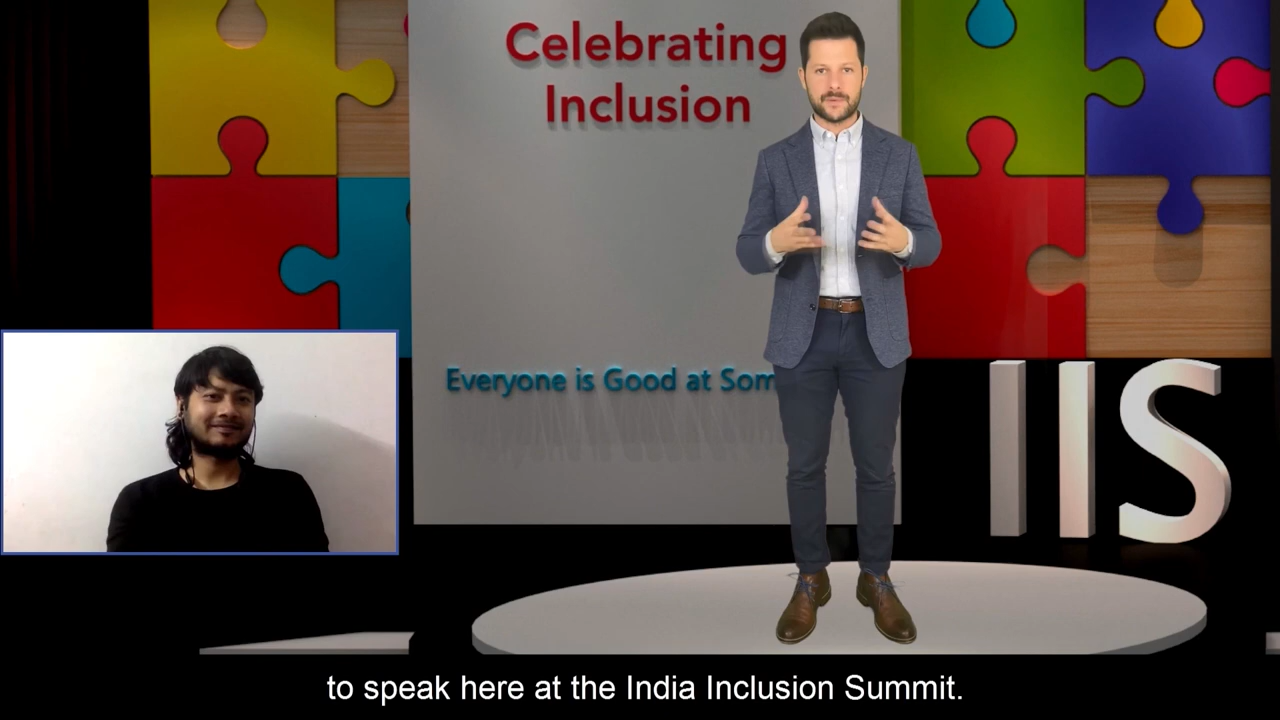 Celebrating
Inclusion
Everyone is Good at Som
IIS
to speak here at the India Inclusion Summit.